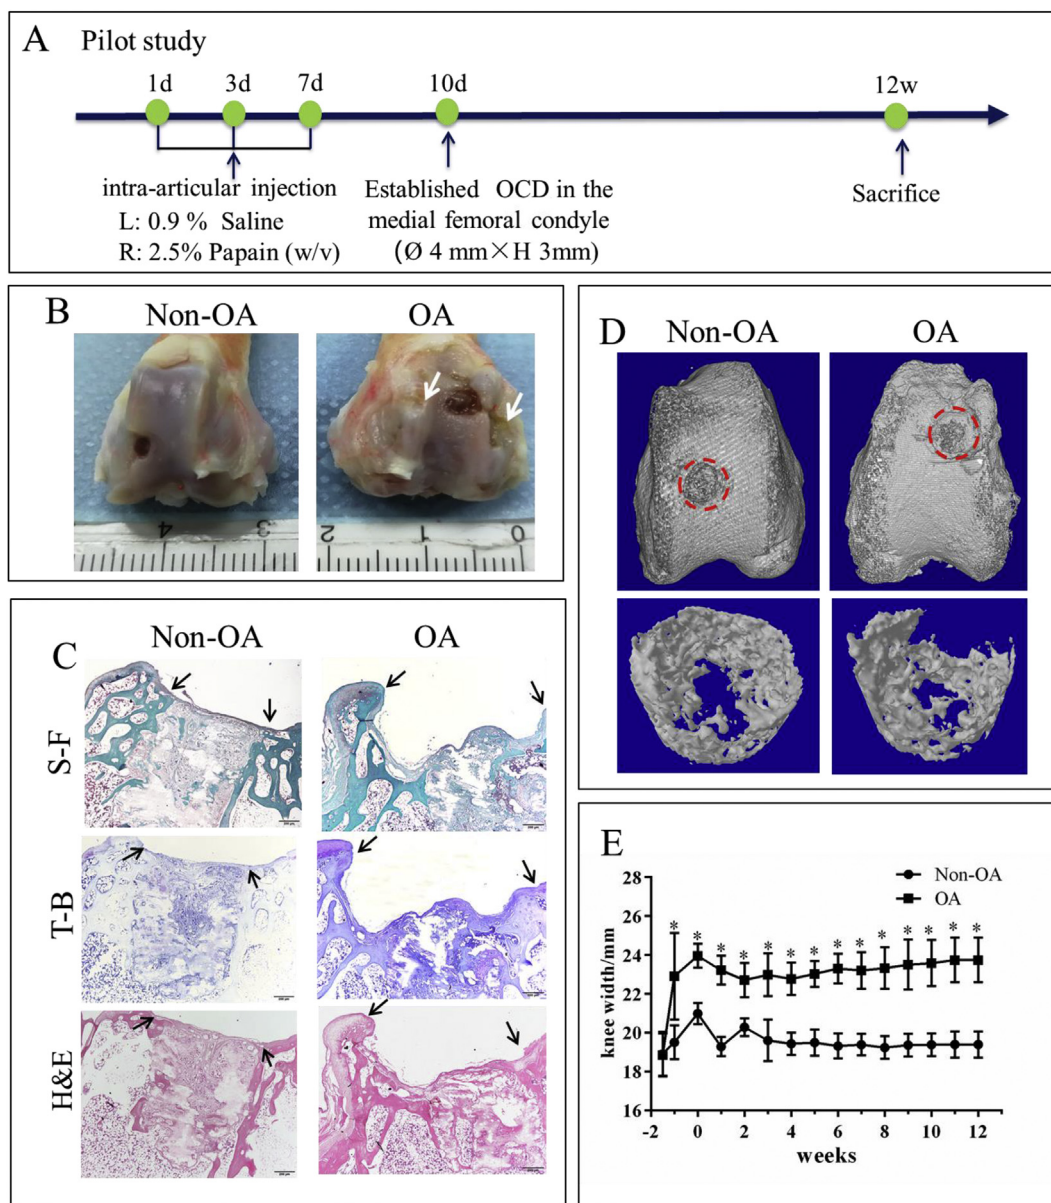 A Pilot study
1d 3d 7d 10d 12w
intra-articular injection
L: 0.9 % Saline
R: 2.5% Papain (w/v)
Established OCD in the
medial femoral condyle
(Ø 4 mm×H 3mm)
Sacrifice
B Non-OA OA
4 3 2 1 0
C Non-OA OA
S-F
T-B
H&E
D Non-OA OA
E
Non-OA
OA
knee width/mm
28
26
24
22
20
18
16
* * * * * * * * * * * * *
-2 0 2 4 6 8 10 12
weeks